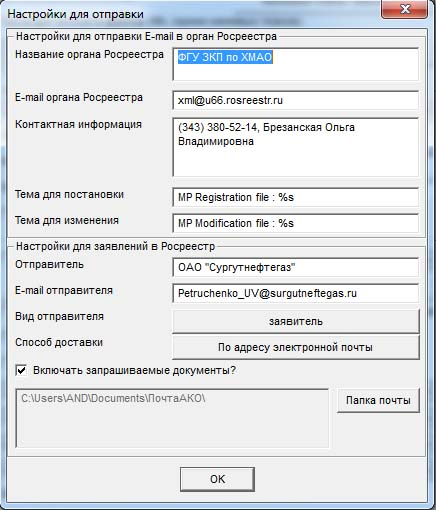 Настройки для отправки
Настройки для отправки E-mail в орган Росреестра
Название органа Росреестра
ФГУ ЗКП по ХМАО
E-mail органа Росреестра
xml@u66.rosreestr.ru
Контактная информация
(343) 380-52-14, Брезанская Ольга
Владимировна
Тема для постановки
MP Registration file : %s
Тема для изменения
MP Modification file : %s
Настройки для заявлений в Росреестр
Отправитель
ОАО "Сургутнефтегаз"
E-mail отправителя
Petruchenko_UV@surgutneftegas.ru
Вид отправителя
заявитель
Способ доставки
По адресу электронной почты
Включать запрашиваемые документы?
C:\Users\AND\Documents\ПочтаАКО\
Папка почты
OK